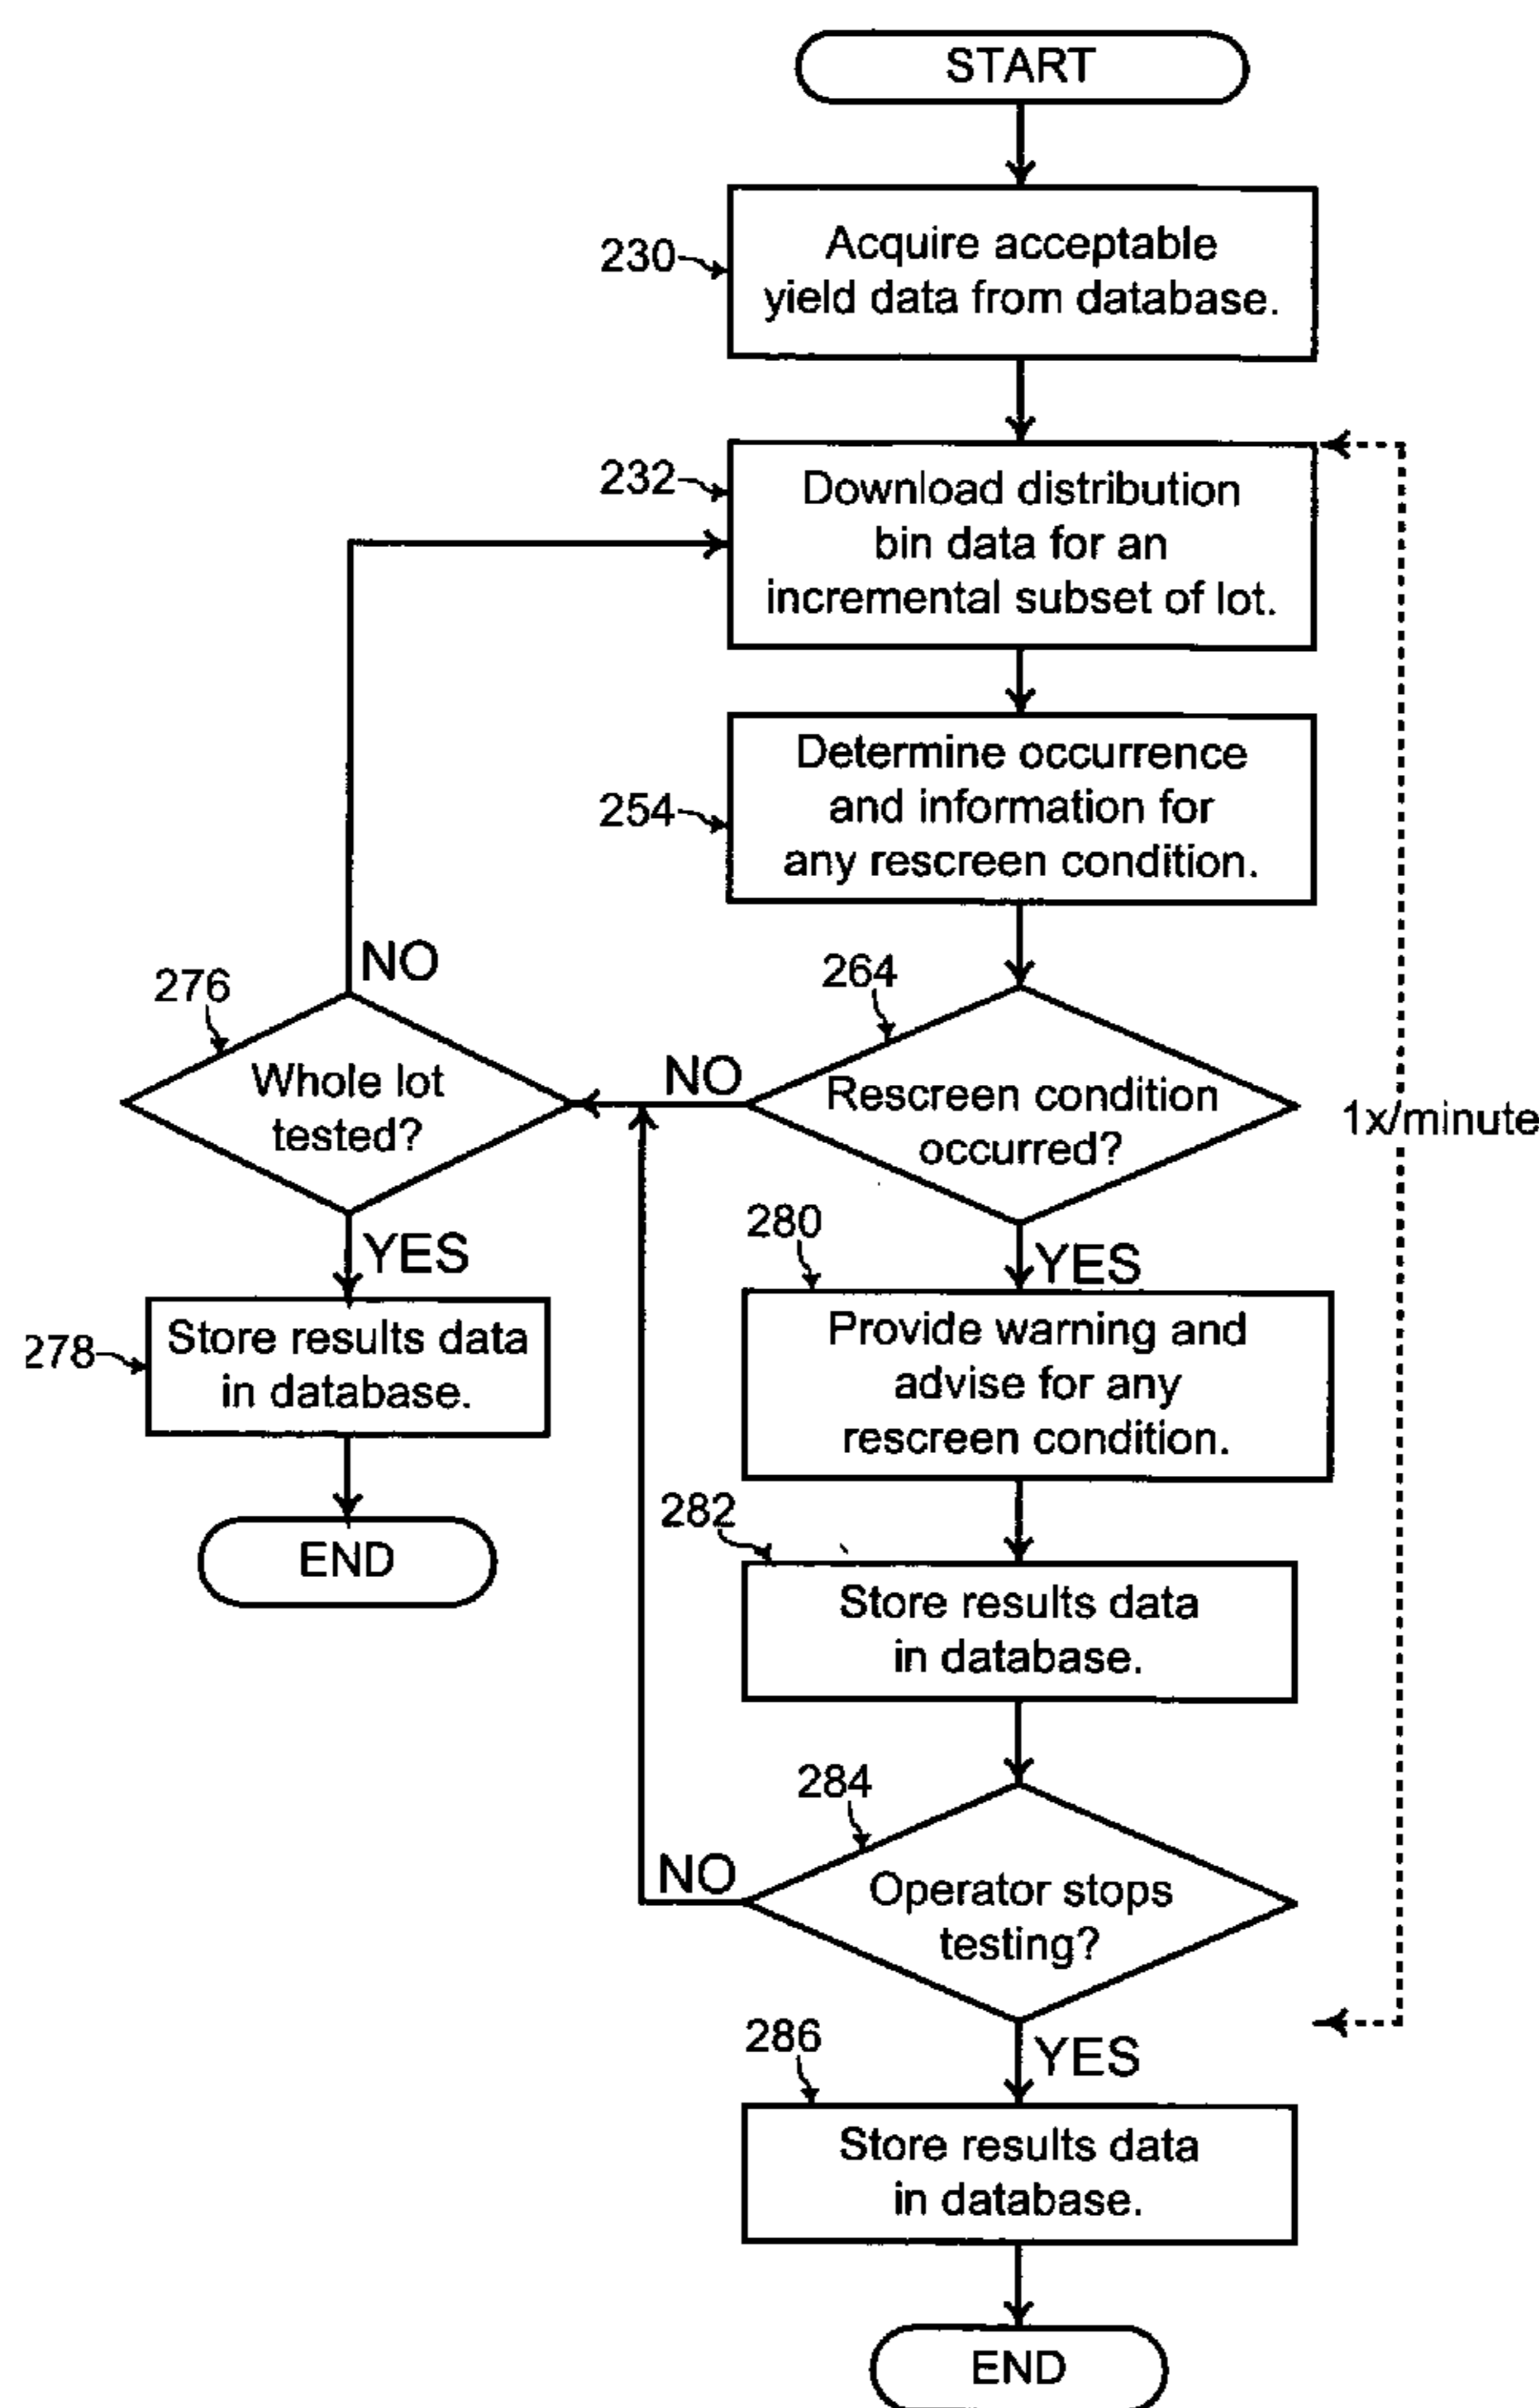 START
230
Acquire acceptable
yield data from database.
232
Download distribution
bin data for an
incremental subset of lot.
254
Determine occurrence
and information for
any rescreen condition.
NO
276
Whole lot
tested?
264
NO
Rescreen condition
occurred?
1x/minute
YES
278
Store results data
in database.
END
280
YES
Provide warning and
advise for any
rescreen condition.
282
Store results data
in database.
284
NO
Operator stops
testing?
286
YES
Store results data
in database.
END